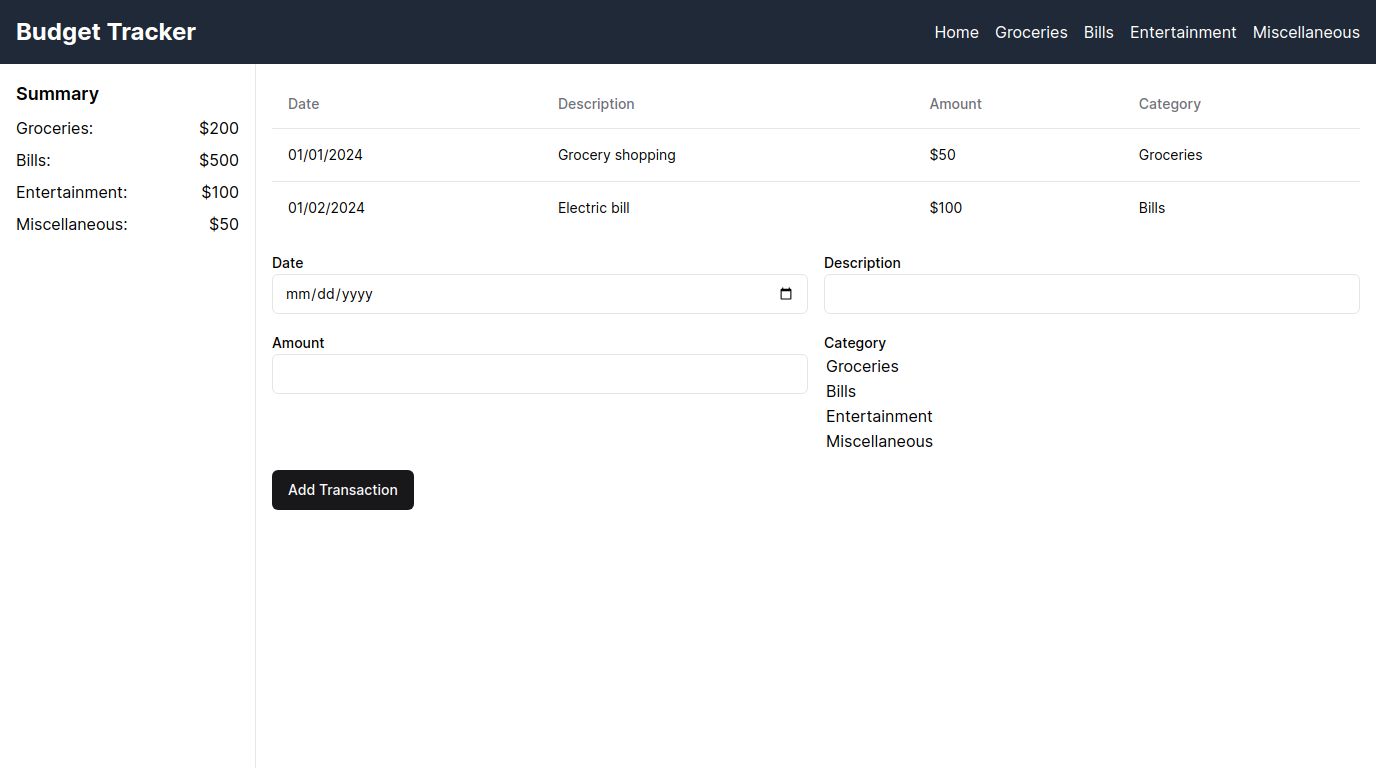 Budget Tracker
Home Groceries Bills Entertainment Miscellaneous
Summary
Groceries: $200
Bills: $500
Entertainment: $100
Miscellaneous: $50
Date Description Amount Category
01/01/2024 Grocery shopping $50 Groceries
01/02/2024 Electric bill $100 Bills
Date
mm/dd/yyyy
Description
Amount
Category
Groceries
Bills
Entertainment
Miscellaneous
Add Transaction